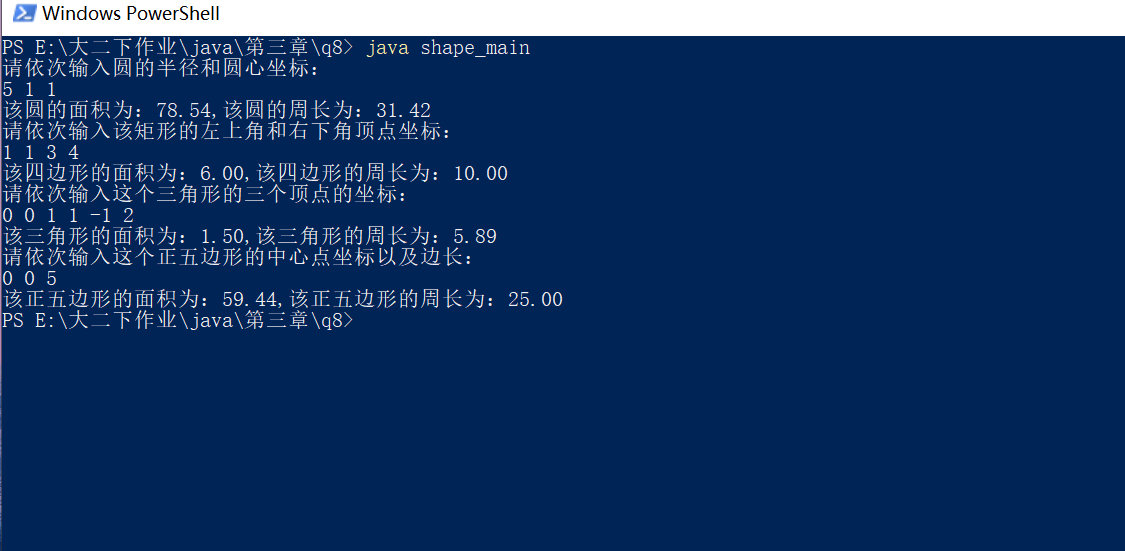 Windows PowerShell
PS E:\大二下作业\java\第三章\q8> java shape_main
请依次输入圆的半径和圆心坐标：
5 1 1
该圆的面积为：78.54,该圆的周长为：31.42
请依次输入该矩形的左上角和右下角顶点坐标：
1 1 3 4
该四边形的面积为：6.00,该四边形的周长为：10.00
请依次输入这个三角形的三个顶点的坐标：
0 0 1 1 -1 2
该三角形的面积为：1.50,该三角形的周长为：5.89
请依次输入这个正五边形的中心点坐标以及边长：
0 0 5
该正五边形的面积为：59.44,该正五边形的周长为：25.00
PS E:\大二下作业\java\第三章\q8>